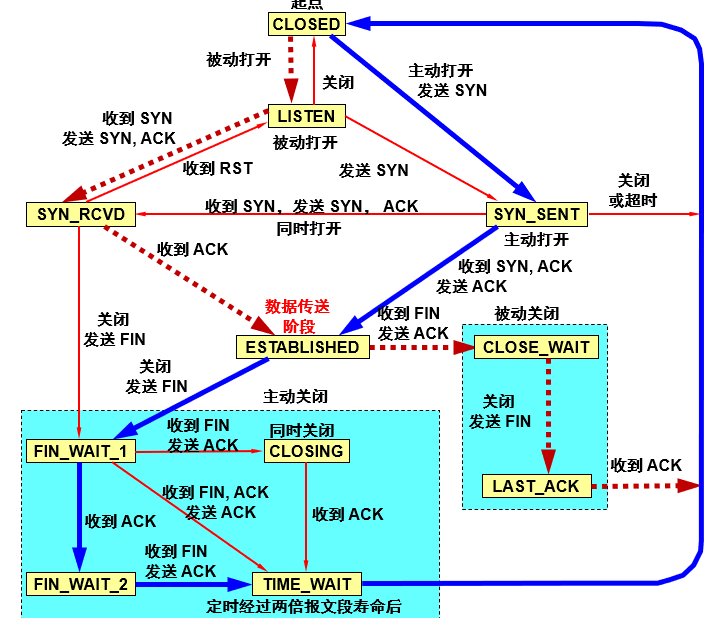 起点
CLOSED
被动打开
关闭
主动打开
发送 SYN
LISTEN
被动打开
收到 SYN
发送 SYN, ACK
收到 RST
发送 SYN
SYN_RCVD
收到 SYN，发送 SYN， ACK
同时打开
SYN_SENT
主动打开
关闭
或超时
收到 ACK
收到 SYN, ACK
发送 ACK
数据传送
阶段
ESTABLISHED
关闭
发送 FIN
收到 FIN
发送 ACK
被动关闭
CLOSE_WAIT
关闭
发送 FIN
关闭
发送 FIN
LAST_ACK
收到 ACK
主动关闭
FIN_WAIT_1
收到 FIN
发送 ACK
同时关闭
CLOSING
收到 FIN, ACK
发送 ACK
收到 ACK
收到 ACK
收到 FIN
发送 ACK
FIN_WAIT_2
TIME_WAIT
定时经过两倍报文段寿命后